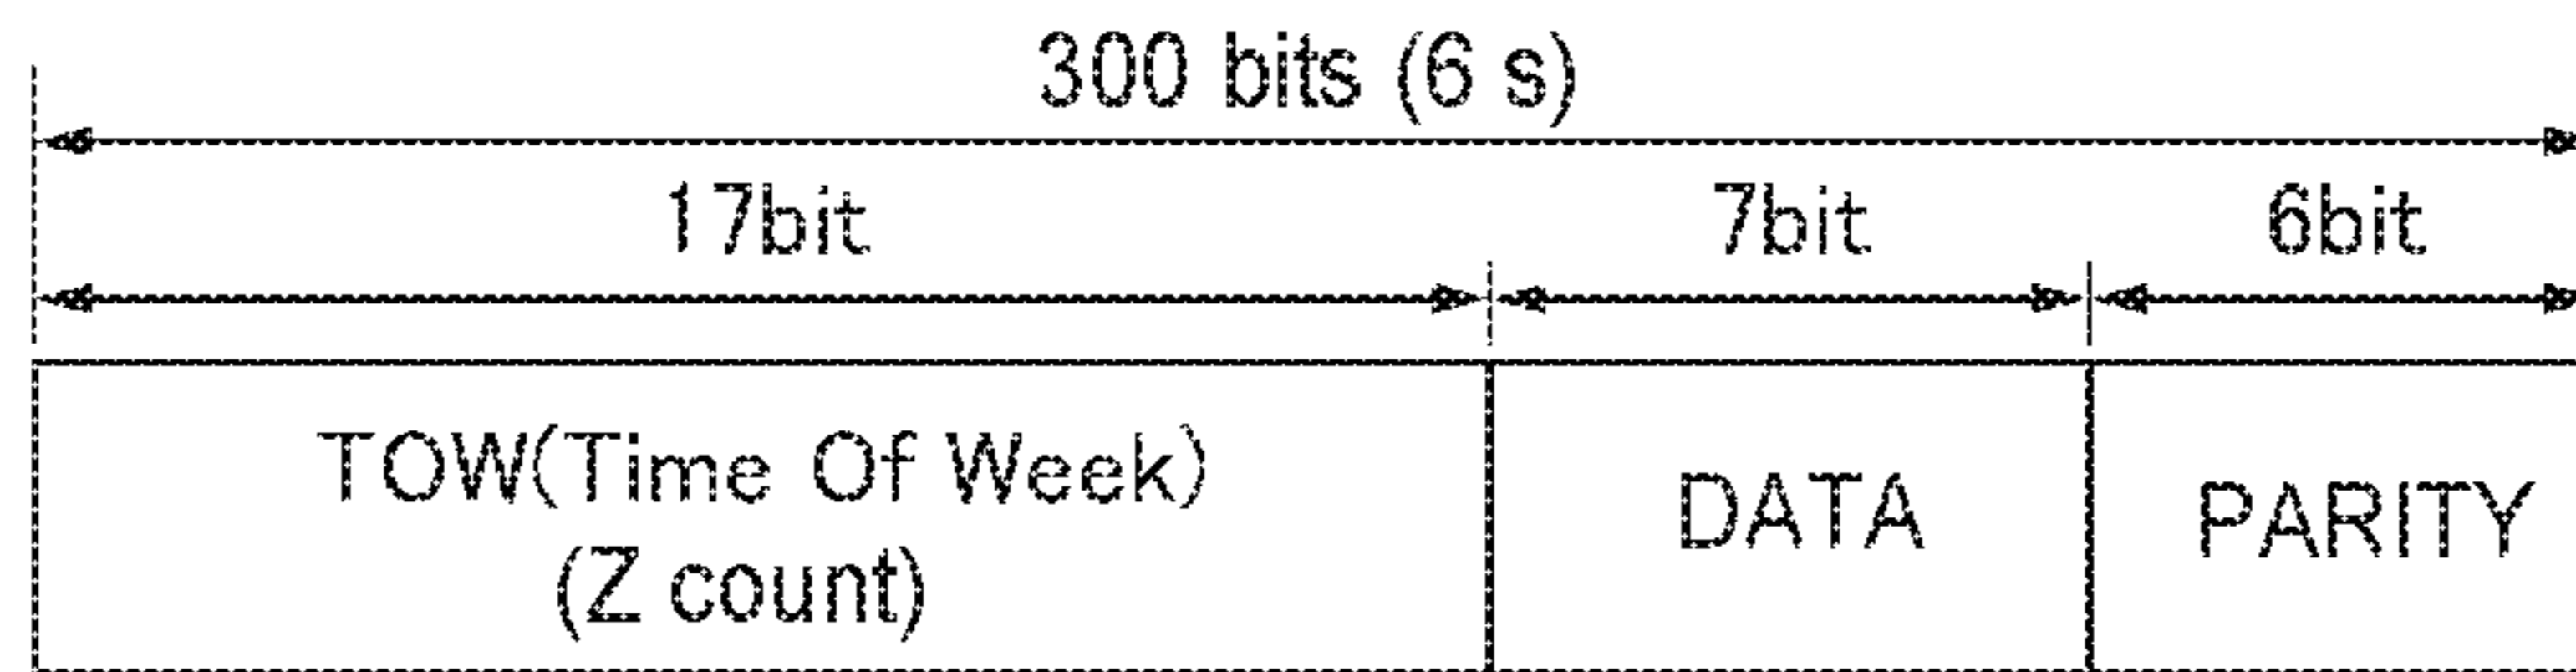 300 bits (6 s)
17bit 7bit 6bit
TOW(Time Of Week)
(Z count)
DATA
PARITY